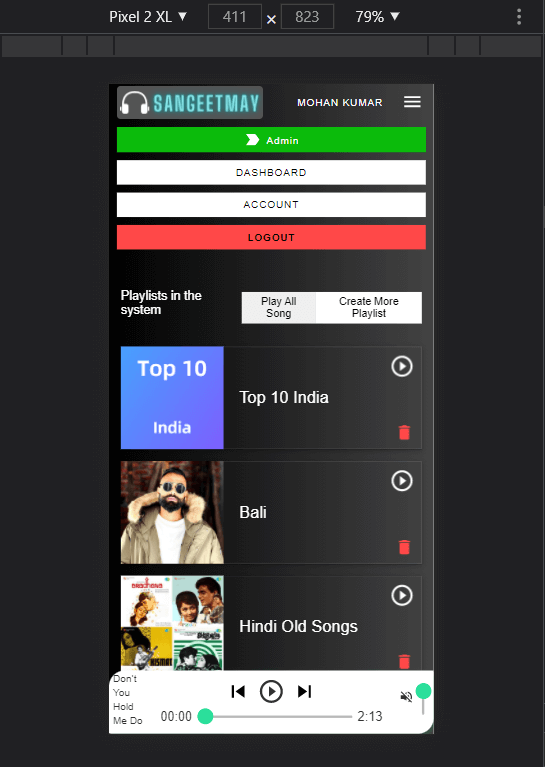 Pixel 2 XL 411 × 823 79%
SANGEETMAY MOHAN KUMAR
Admin
DASHBOARD
ACCOUNT
LOGOUT
Playlists in the
system
Play All
Song
Create More
Playlist
Top 10
India
Top 10 India
Bali
Hindi Old Songs
Don't
You
Hold
Me Do
00:00 2:13